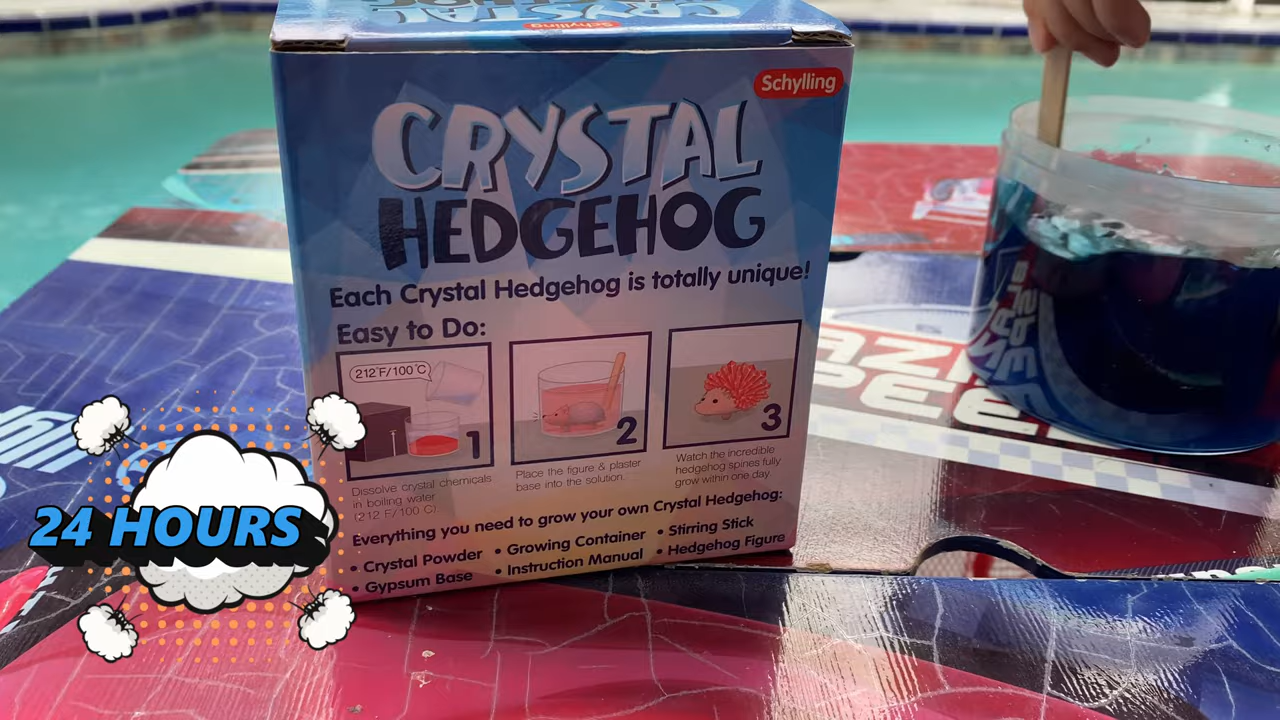 CRYSTAL
Schylling
Schylling
CRYSTAL
HEDGEHOG
Each Crystal Hedgehog is totally unique!
Easy to Do:
212°F/100°C
1
2
3
Dissolve crystal chemicals
in boiling water
(212°F/100°C).
Place the figure & plaster
base into the solution.
Watch the incredible
hedgehog spines fully
grow within one day.
Everything you need to grow your own Crystal Hedgehog:
• Crystal Powder
• Growing Container
• Stirring Stick
• Gypsum Base
• Instruction Manual
• Hedgehog Figure
24 HOURS